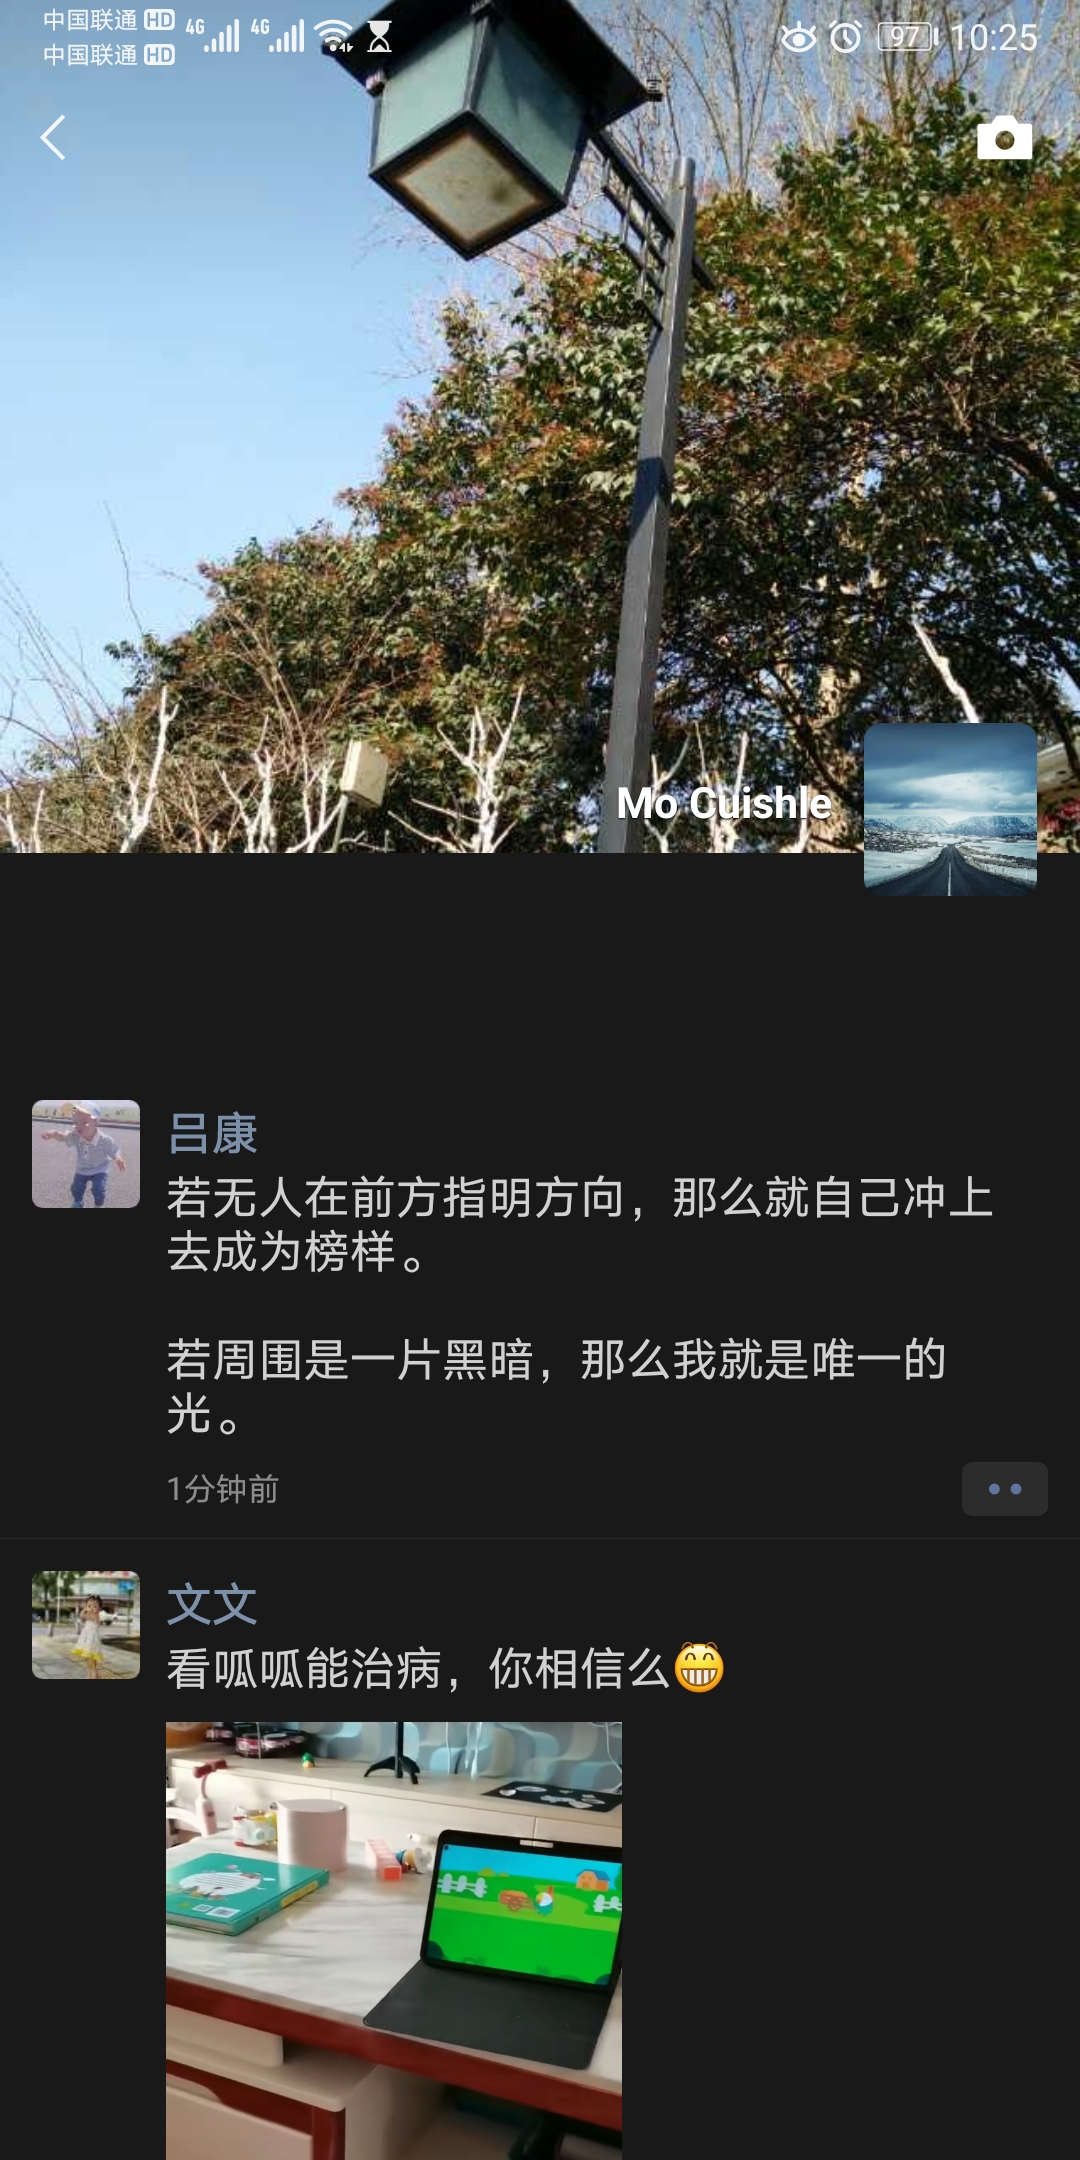 中国联通 HD 4G 4G 97 10:25
中国联通 HD
Mo Cuishle
吕康
若无人在前方指明方向，那么就自己冲上
去成为榜样。
若周围是一片黑暗，那么我就是唯一的
光。
1分钟前
文文
看呱呱能治病，你相信么😁